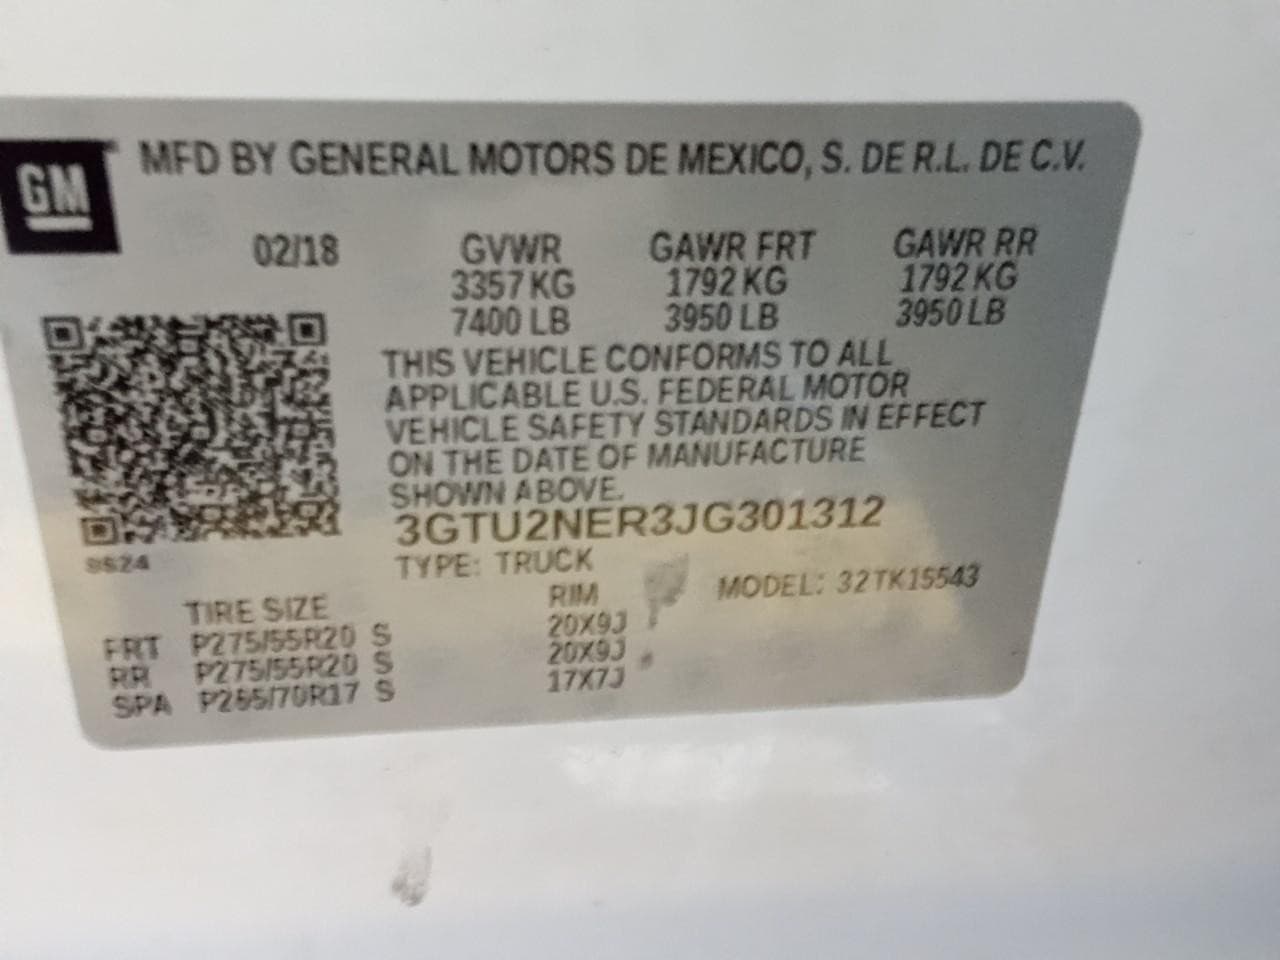 GM
MFD BY GENERAL MOTORS DE MEXICO, S. DE R.L. DE C.V.
02/18 GVWR GAWR FRT GAWR RR
3357 KG 1792 KG 1792 KG
7400 LB 3950 LB 3950 LB
THIS VEHICLE CONFORMS TO ALL
APPLICABLE U.S. FEDERAL MOTOR
VEHICLE SAFETY STANDARDS IN EFFECT
ON THE DATE OF MANUFACTURE
SHOWN ABOVE.
3GTU2NER3JG301312
TYPE: TRUCK MODEL: 32TK15543
TIRE SIZE RIM
FRT P275/55R20 S 20X9J
RR P275/55R20 S 20X9J
SPA P265/70R17 S 17X7J